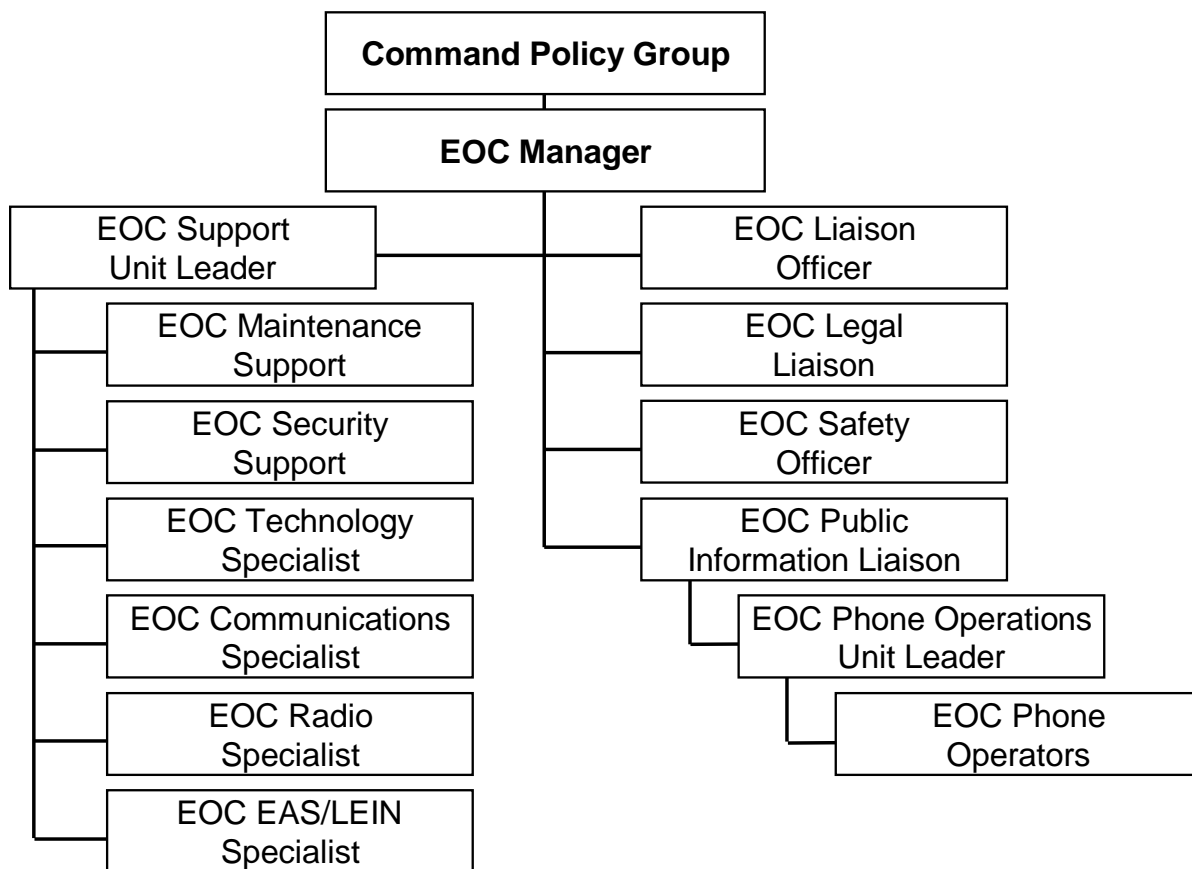 Command Policy Group
EOC Manager
EOC Support
Unit Leader
EOC Maintenance
Support
EOC Security
Support
EOC Technology
Specialist
EOC Communications
Specialist
EOC Radio
Specialist
EOC EAS/LEIN
Specialist
EOC Liaison
Officer
EOC Legal
Liaison
EOC Safety
Officer
EOC Public
Information Liaison
EOC Phone Operations
Unit Leader
EOC Phone
Operators